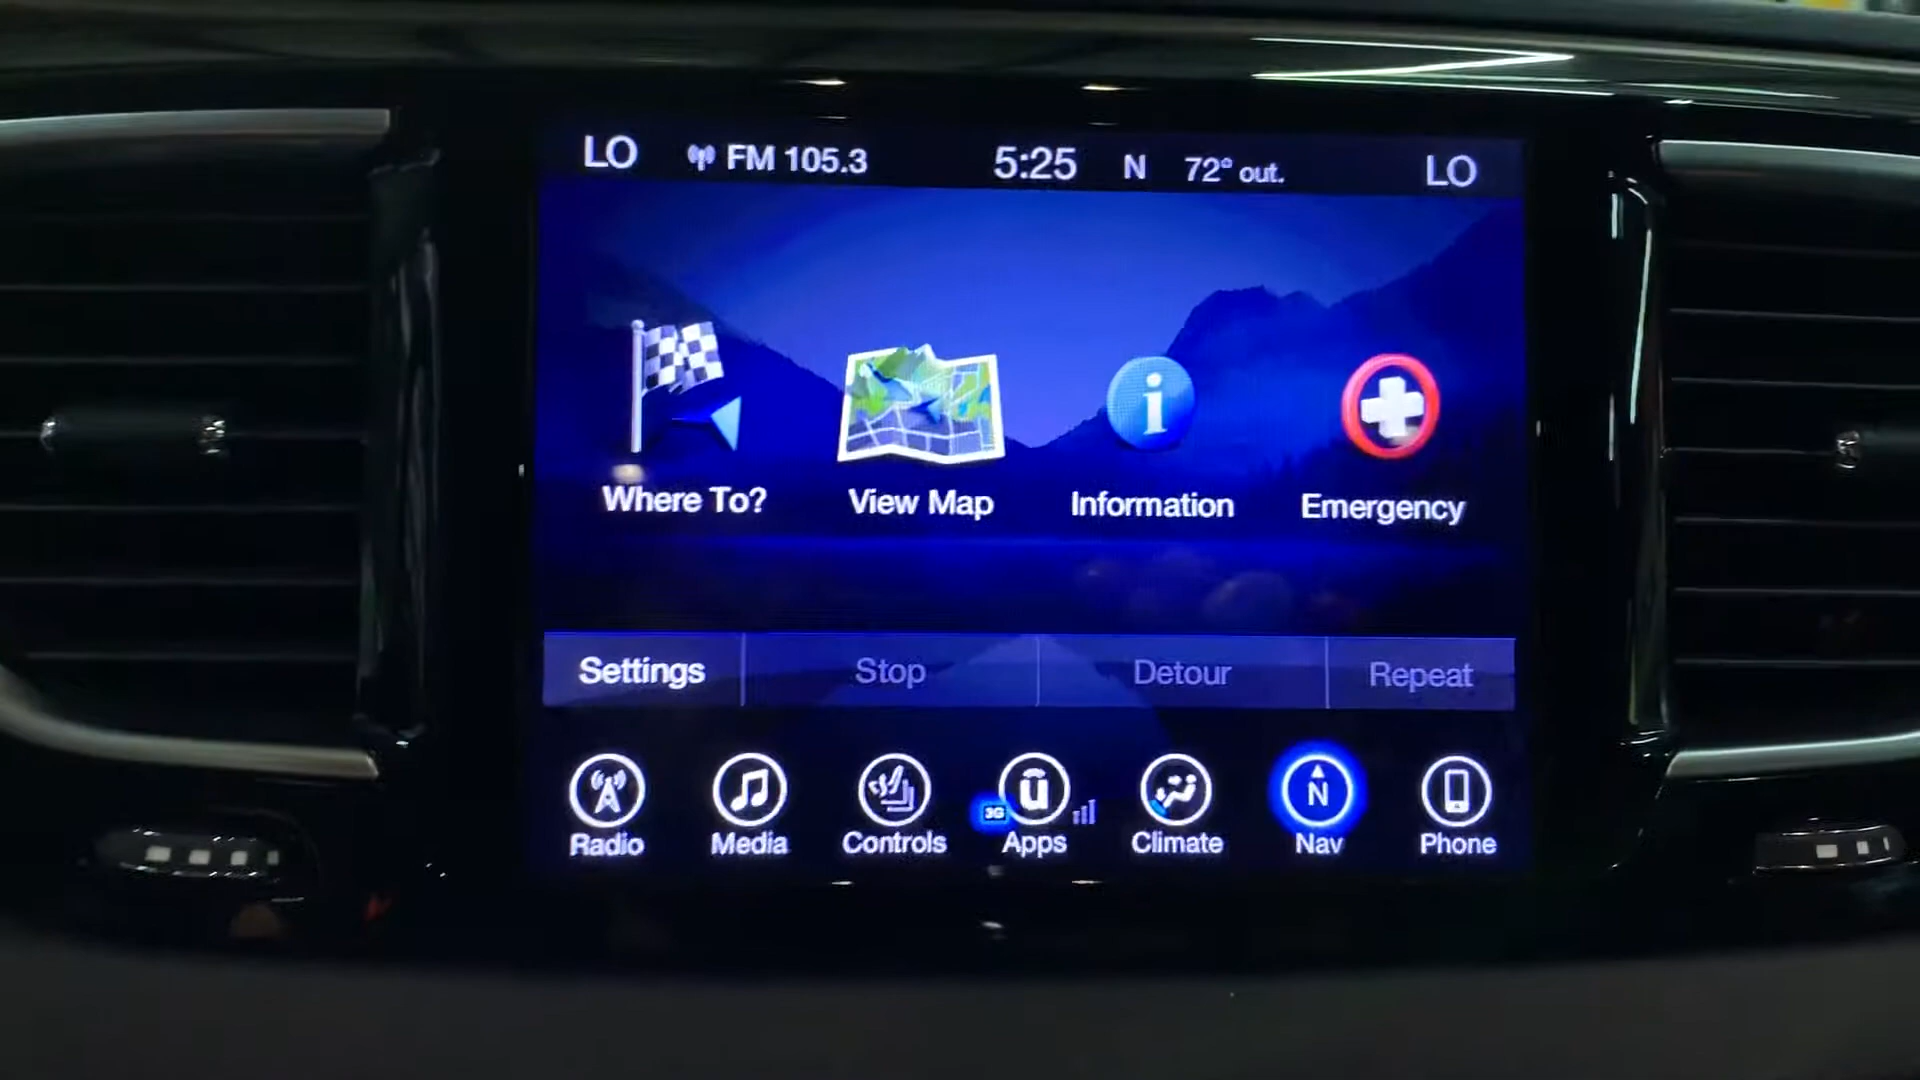 LO FM 105.3 5:25 N 72° out. LO
Where To? View Map Information Emergency
Settings Stop Detour Repeat
3G
Radio Media Controls Apps Climate Nav Phone